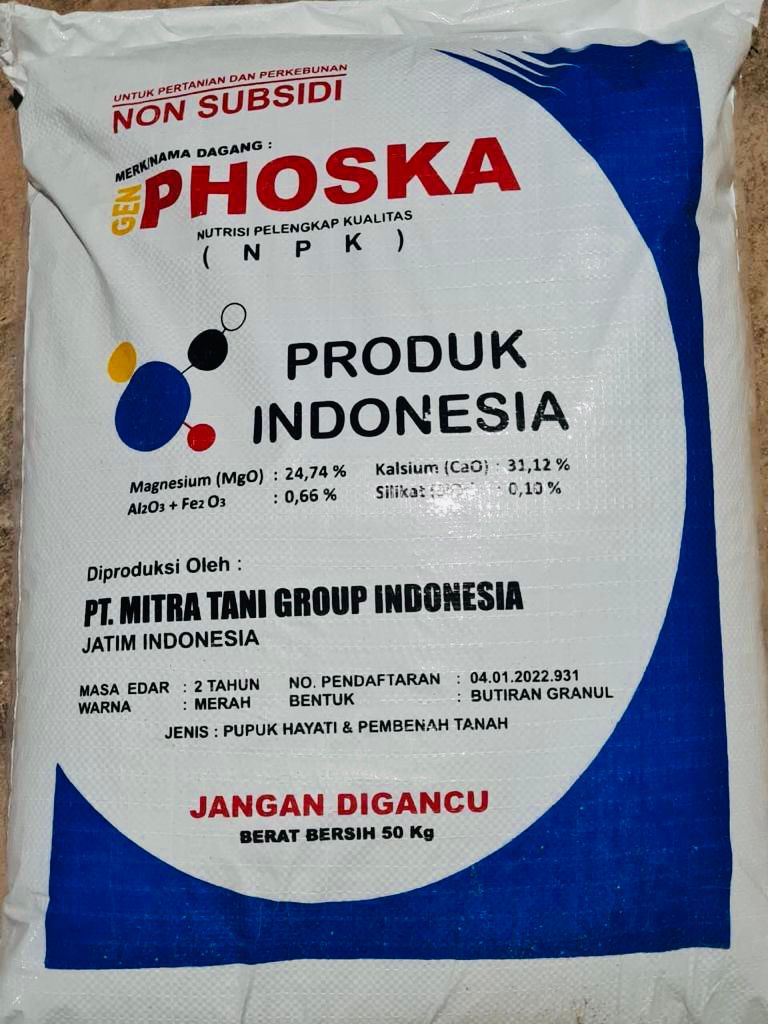 UNTUK PERTANIAN DAN PERKEBUNAN
NON SUBSIDI
MERK/NAMA DAGANG :
GEN PHOSKA
NUTRISI PELENGKAP KUALITAS
( N P K )
PRODUK
INDONESIA
Magnesium (MgO) : 24,74 % Kalsium (CaO) : 31,12 %
Al2O3 + Fe2O3 : 0,66 % Silikat : 0,10 %
Diproduksi Oleh :
PT. MITRA TANI GROUP INDONESIA
JATIM INDONESIA
MASA EDAR : 2 TAHUN NO. PENDAFTARAN : 04.01.2022.931
WARNA : MERAH BENTUK : BUTIRAN GRANUL
JENIS : PUPUK HAYATI & PEMBENAH TANAH
JANGAN DIGANCU
BERAT BERSIH 50 Kg